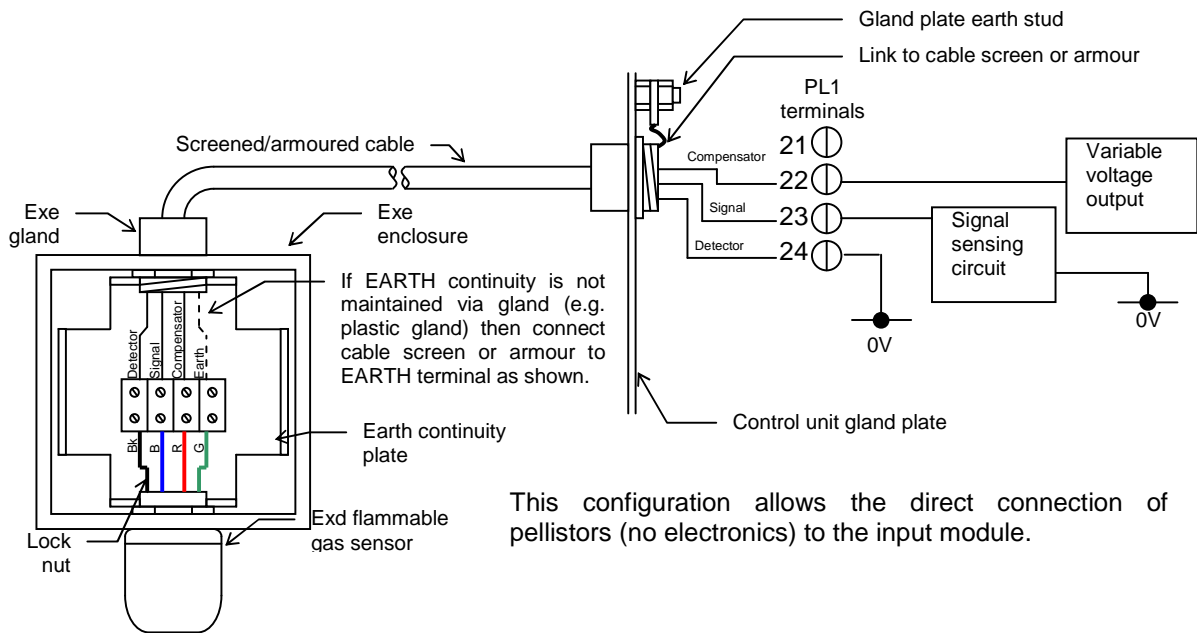 Gland plate earth stud
Link to cable screen or armour
PL1
terminals
Screened/armoured cable
21
Compensator
22
Variable
voltage
output
Signal
23
Signal
sensing
circuit
Detector
24
0V
0V
Exe
gland
Exe
enclosure
If EARTH continuity is not
maintained via gland (e.g.
plastic gland) then connect
cable screen or armour to
EARTH terminal as shown.
Detector
Signal
Compensator
Earth
Bk
B
R
G
Earth continuity
plate
Control unit gland plate
This configuration allows the direct connection of
pellistors (no electronics) to the input module.
Exd flammable
gas sensor
Lock
nut